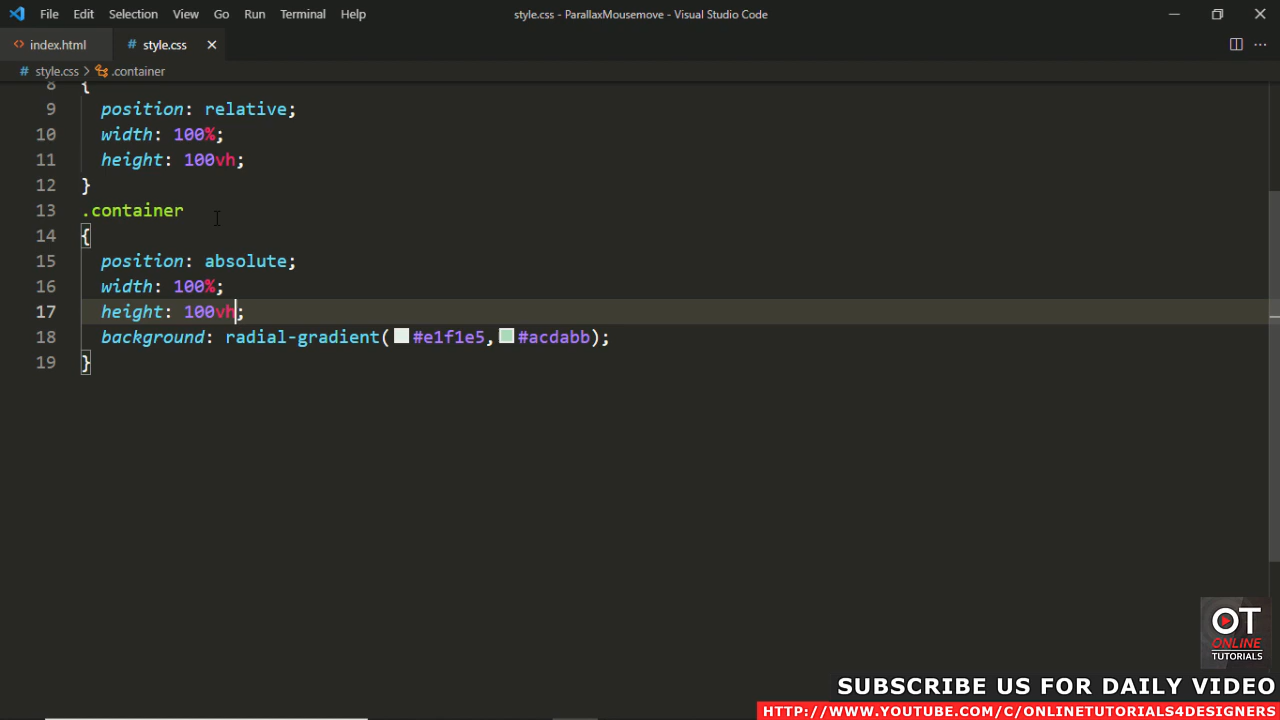 File Edit Selection View Go Run Terminal Help
style.css - ParallaxMousemove - Visual Studio Code
index.html
# style.css
# style.css > .container
8 {
9 position: relative;
10 width: 100%;
11 height: 100vh;
12 }
13 .container
14 {
15 position: absolute;
16 width: 100%;
17 height: 100vh;
18 background: radial-gradient(#e1f1e5,#acdabb);
19 }
OT
ONLINE
TUTORIALS
SUBSCRIBE US FOR DAILY VIDEO
HTTP://WWW.YOUTUBE.COM/C/ONLINETUTORIALS4DESIGNERS